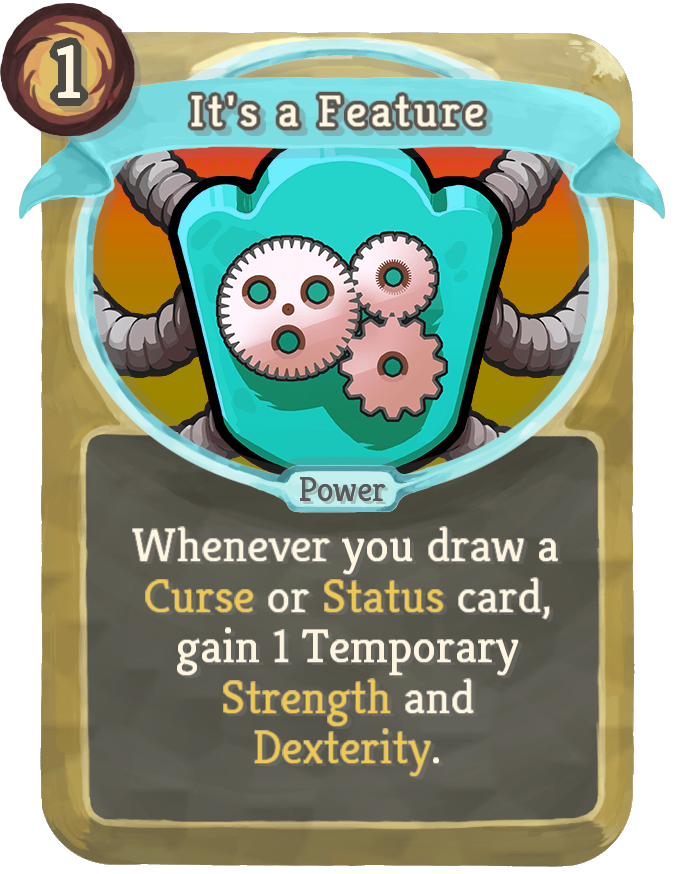 1
It's a Feature
Power
Whenever you draw a
Curse or Status card,
gain 1 Temporary
Strength and
Dexterity.